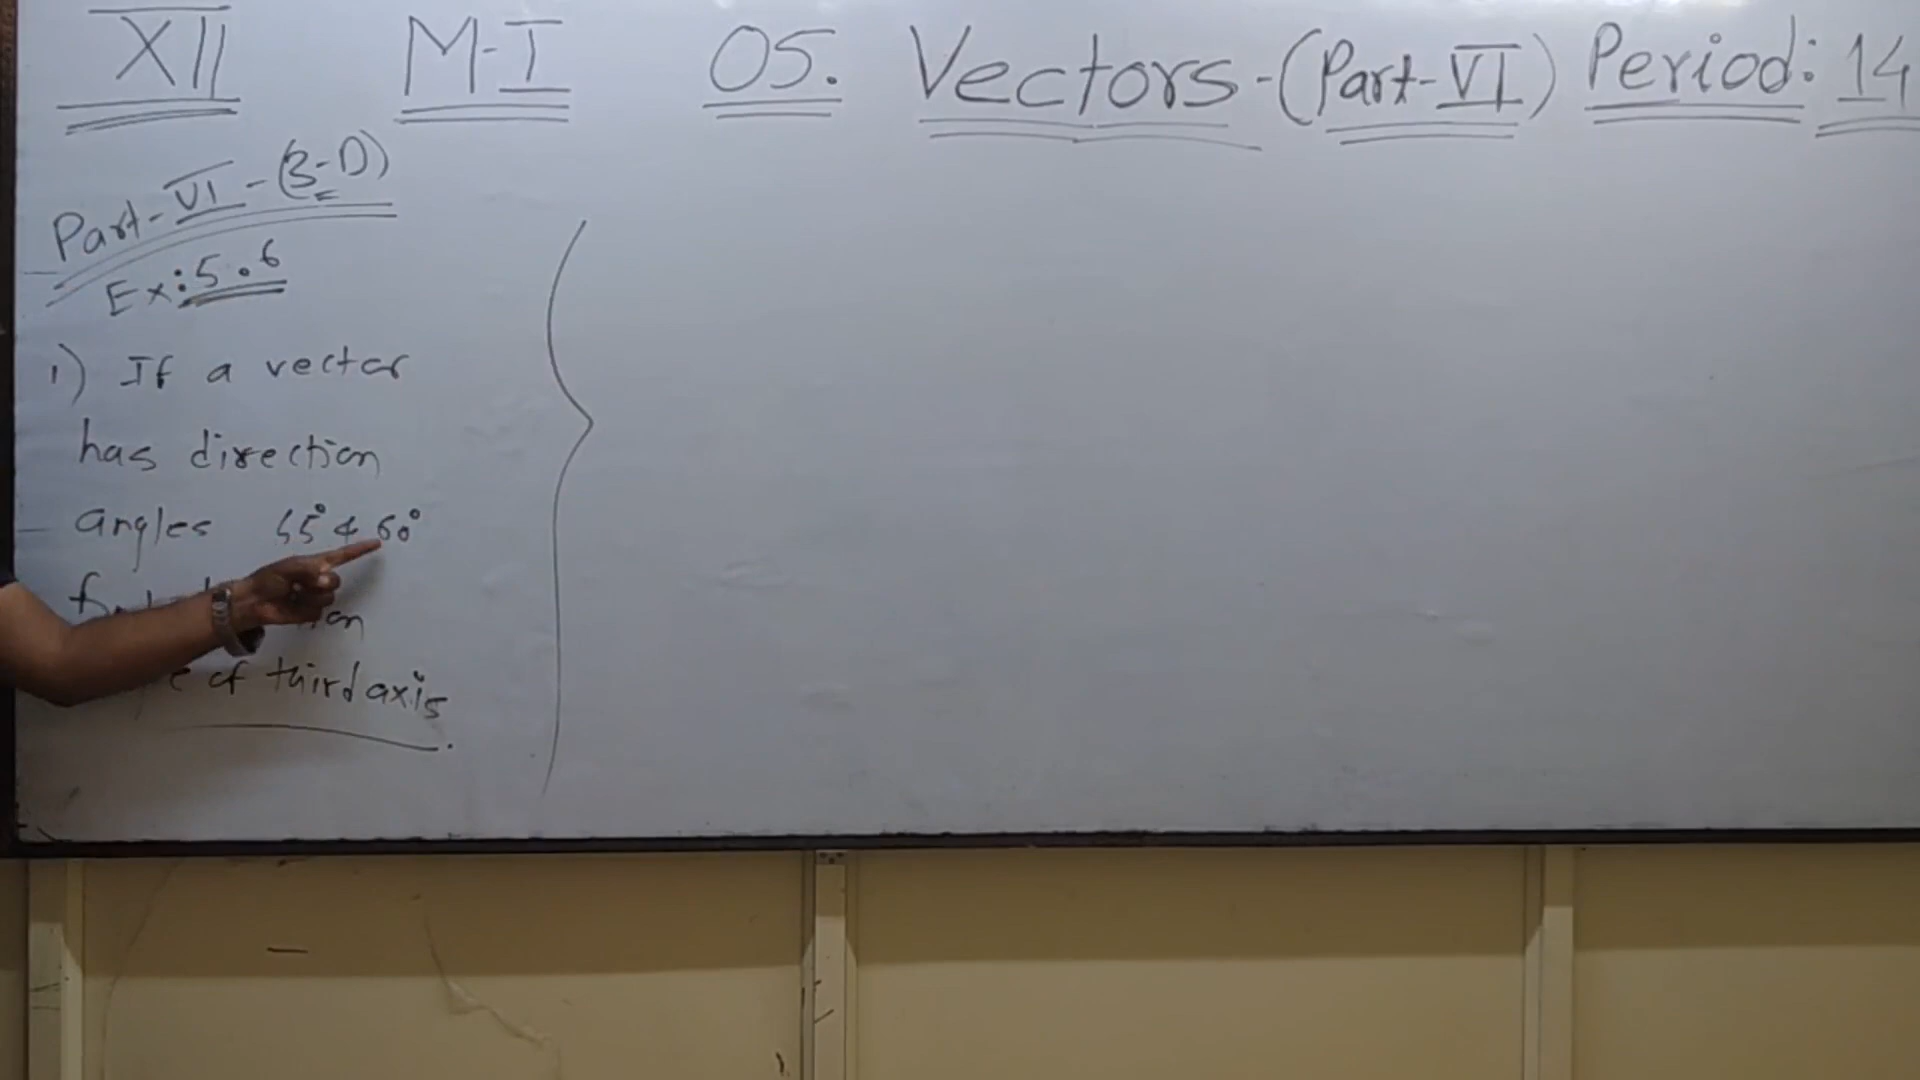 XII M-I 05. Vectors-(Part-VI) Period: 14
Part-VI-(3-D)
Ex:5.6
1) If a vector
has direction
angles 45° & 60°
of third axis.